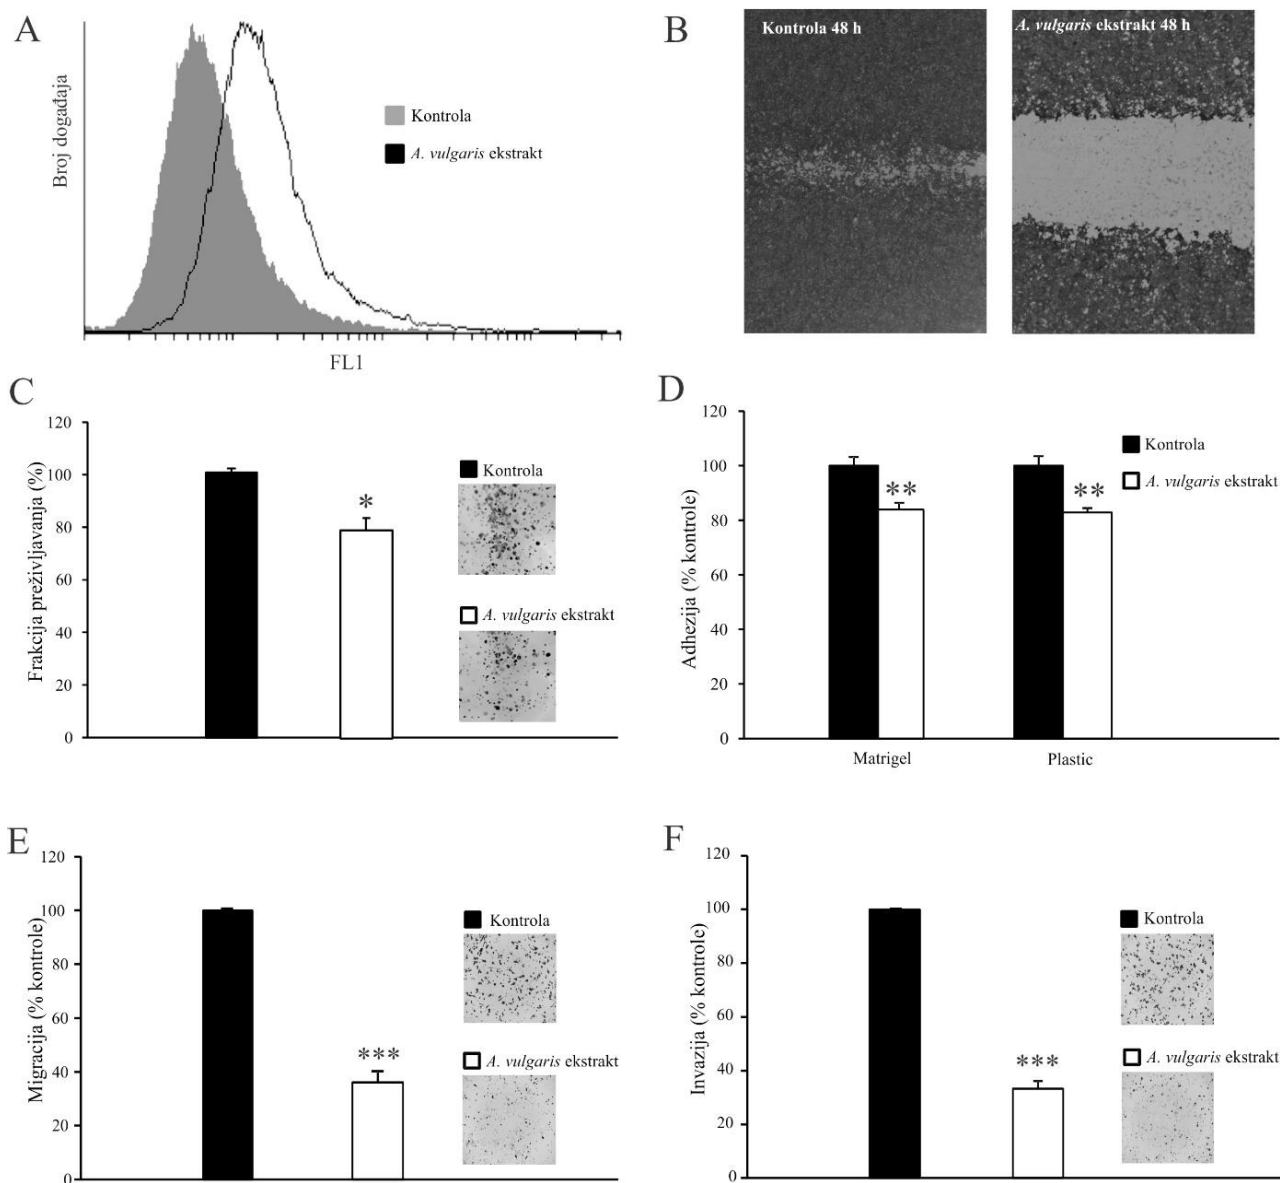 A
Broj događaja
Kontrola
A. vulgaris ekstrakt
FL1
B
Kontrola 48 h
A. vulgaris ekstrakt 48 h
C
Frakcija preživljavanja (%)
120
100
80
60
40
20
0
*
Kontrola
A. vulgaris ekstrakt
D
Adhezija (% kontrole)
120
100
80
60
40
20
0
**
**
Kontrola
A. vulgaris ekstrakt
Matrigel
Plastic
E
Migracija (% kontrole)
120
100
80
60
40
20
0
***
Kontrola
A. vulgaris ekstrakt
F
Invazija (% kontrole)
120
100
80
60
40
20
0
***
Kontrola
A. vulgaris ekstrakt